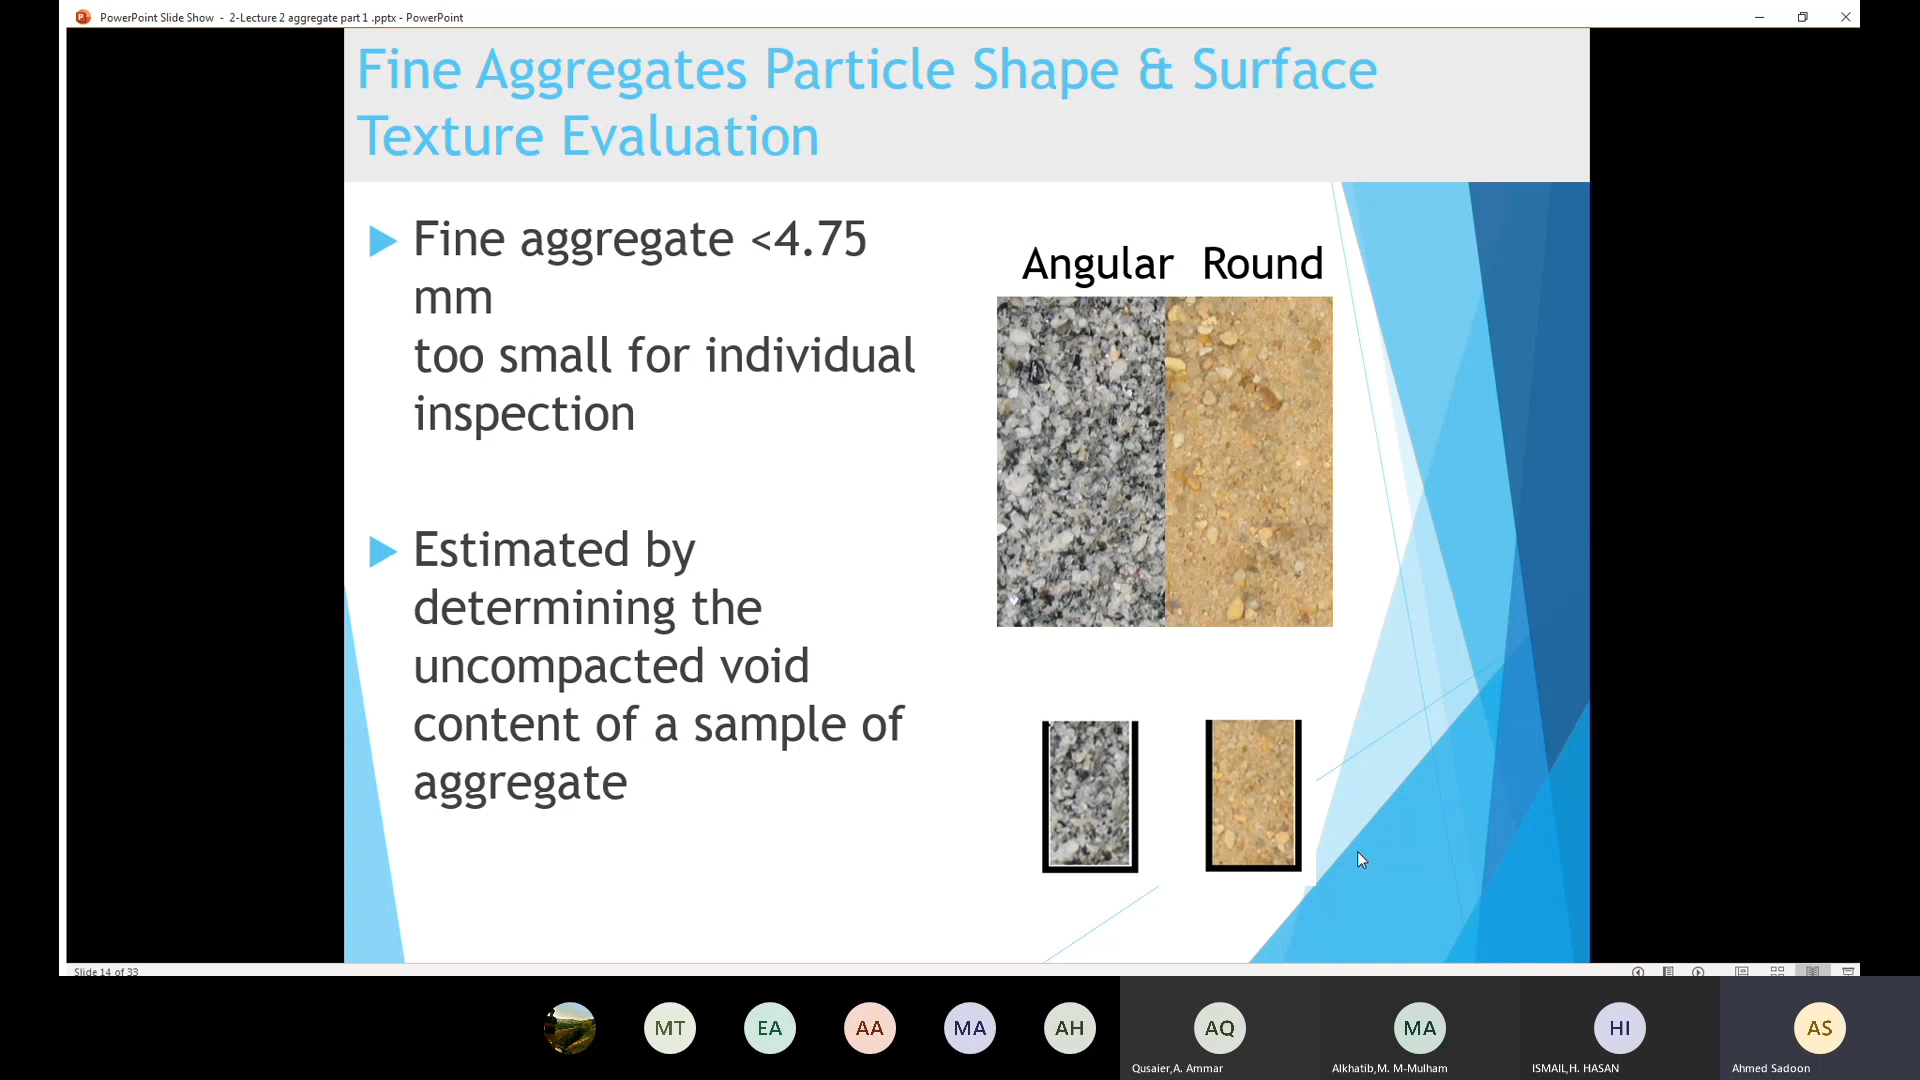 PowerPoint Slide Show - 2-Lecture 2 aggregate part 1 .pptx - PowerPoint
Fine Aggregates Particle Shape & Surface
Texture Evaluation
Fine aggregate <4.75
mm
too small for individual
inspection
Estimated by
determining the
uncompacted void
content of a sample of
aggregate
Angular Round
Slide 14 of 33
MT
EA
AA
MA
AH
AQ
MA
HI
AS
Qusaier,A. Ammar
Alkhatib,M. M-Mulham
ISMAIL,H. HASAN
Ahmed Sadoon